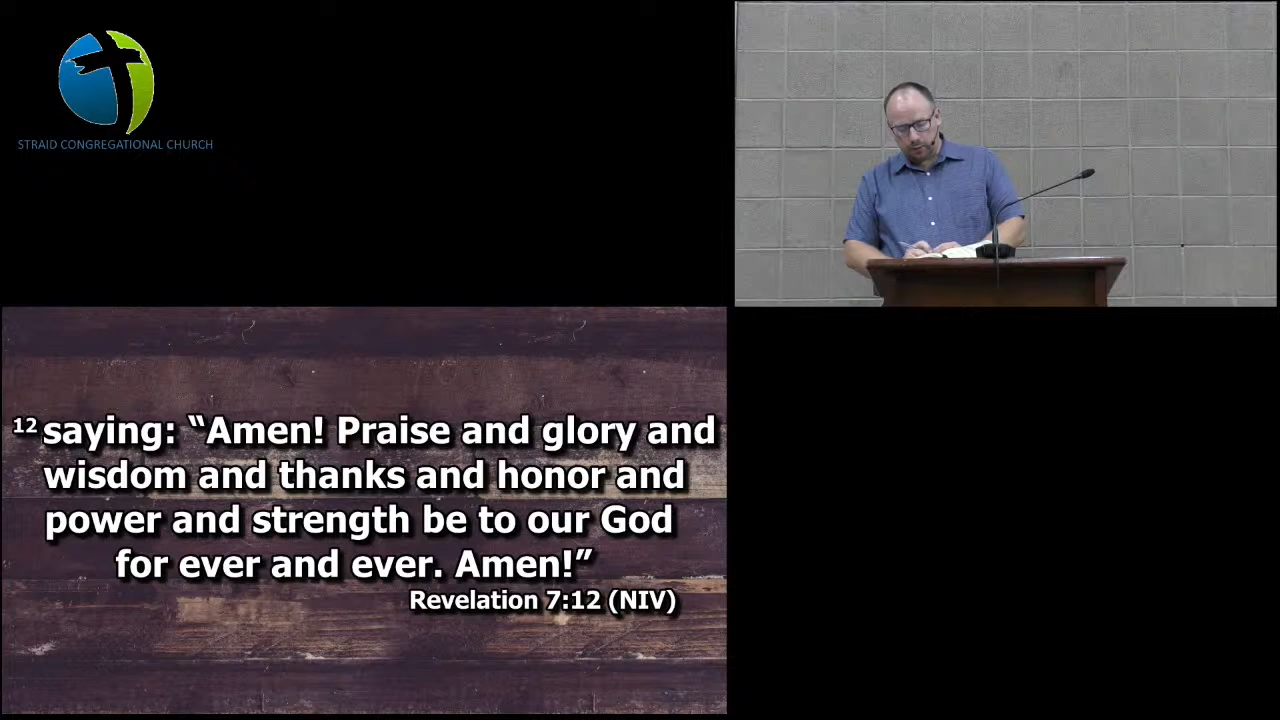 STRAID CONGREGATIONAL CHURCH
12 saying: “Amen! Praise and glory and
wisdom and thanks and honor and
power and strength be to our God
for ever and ever. Amen!”
Revelation 7:12 (NIV)